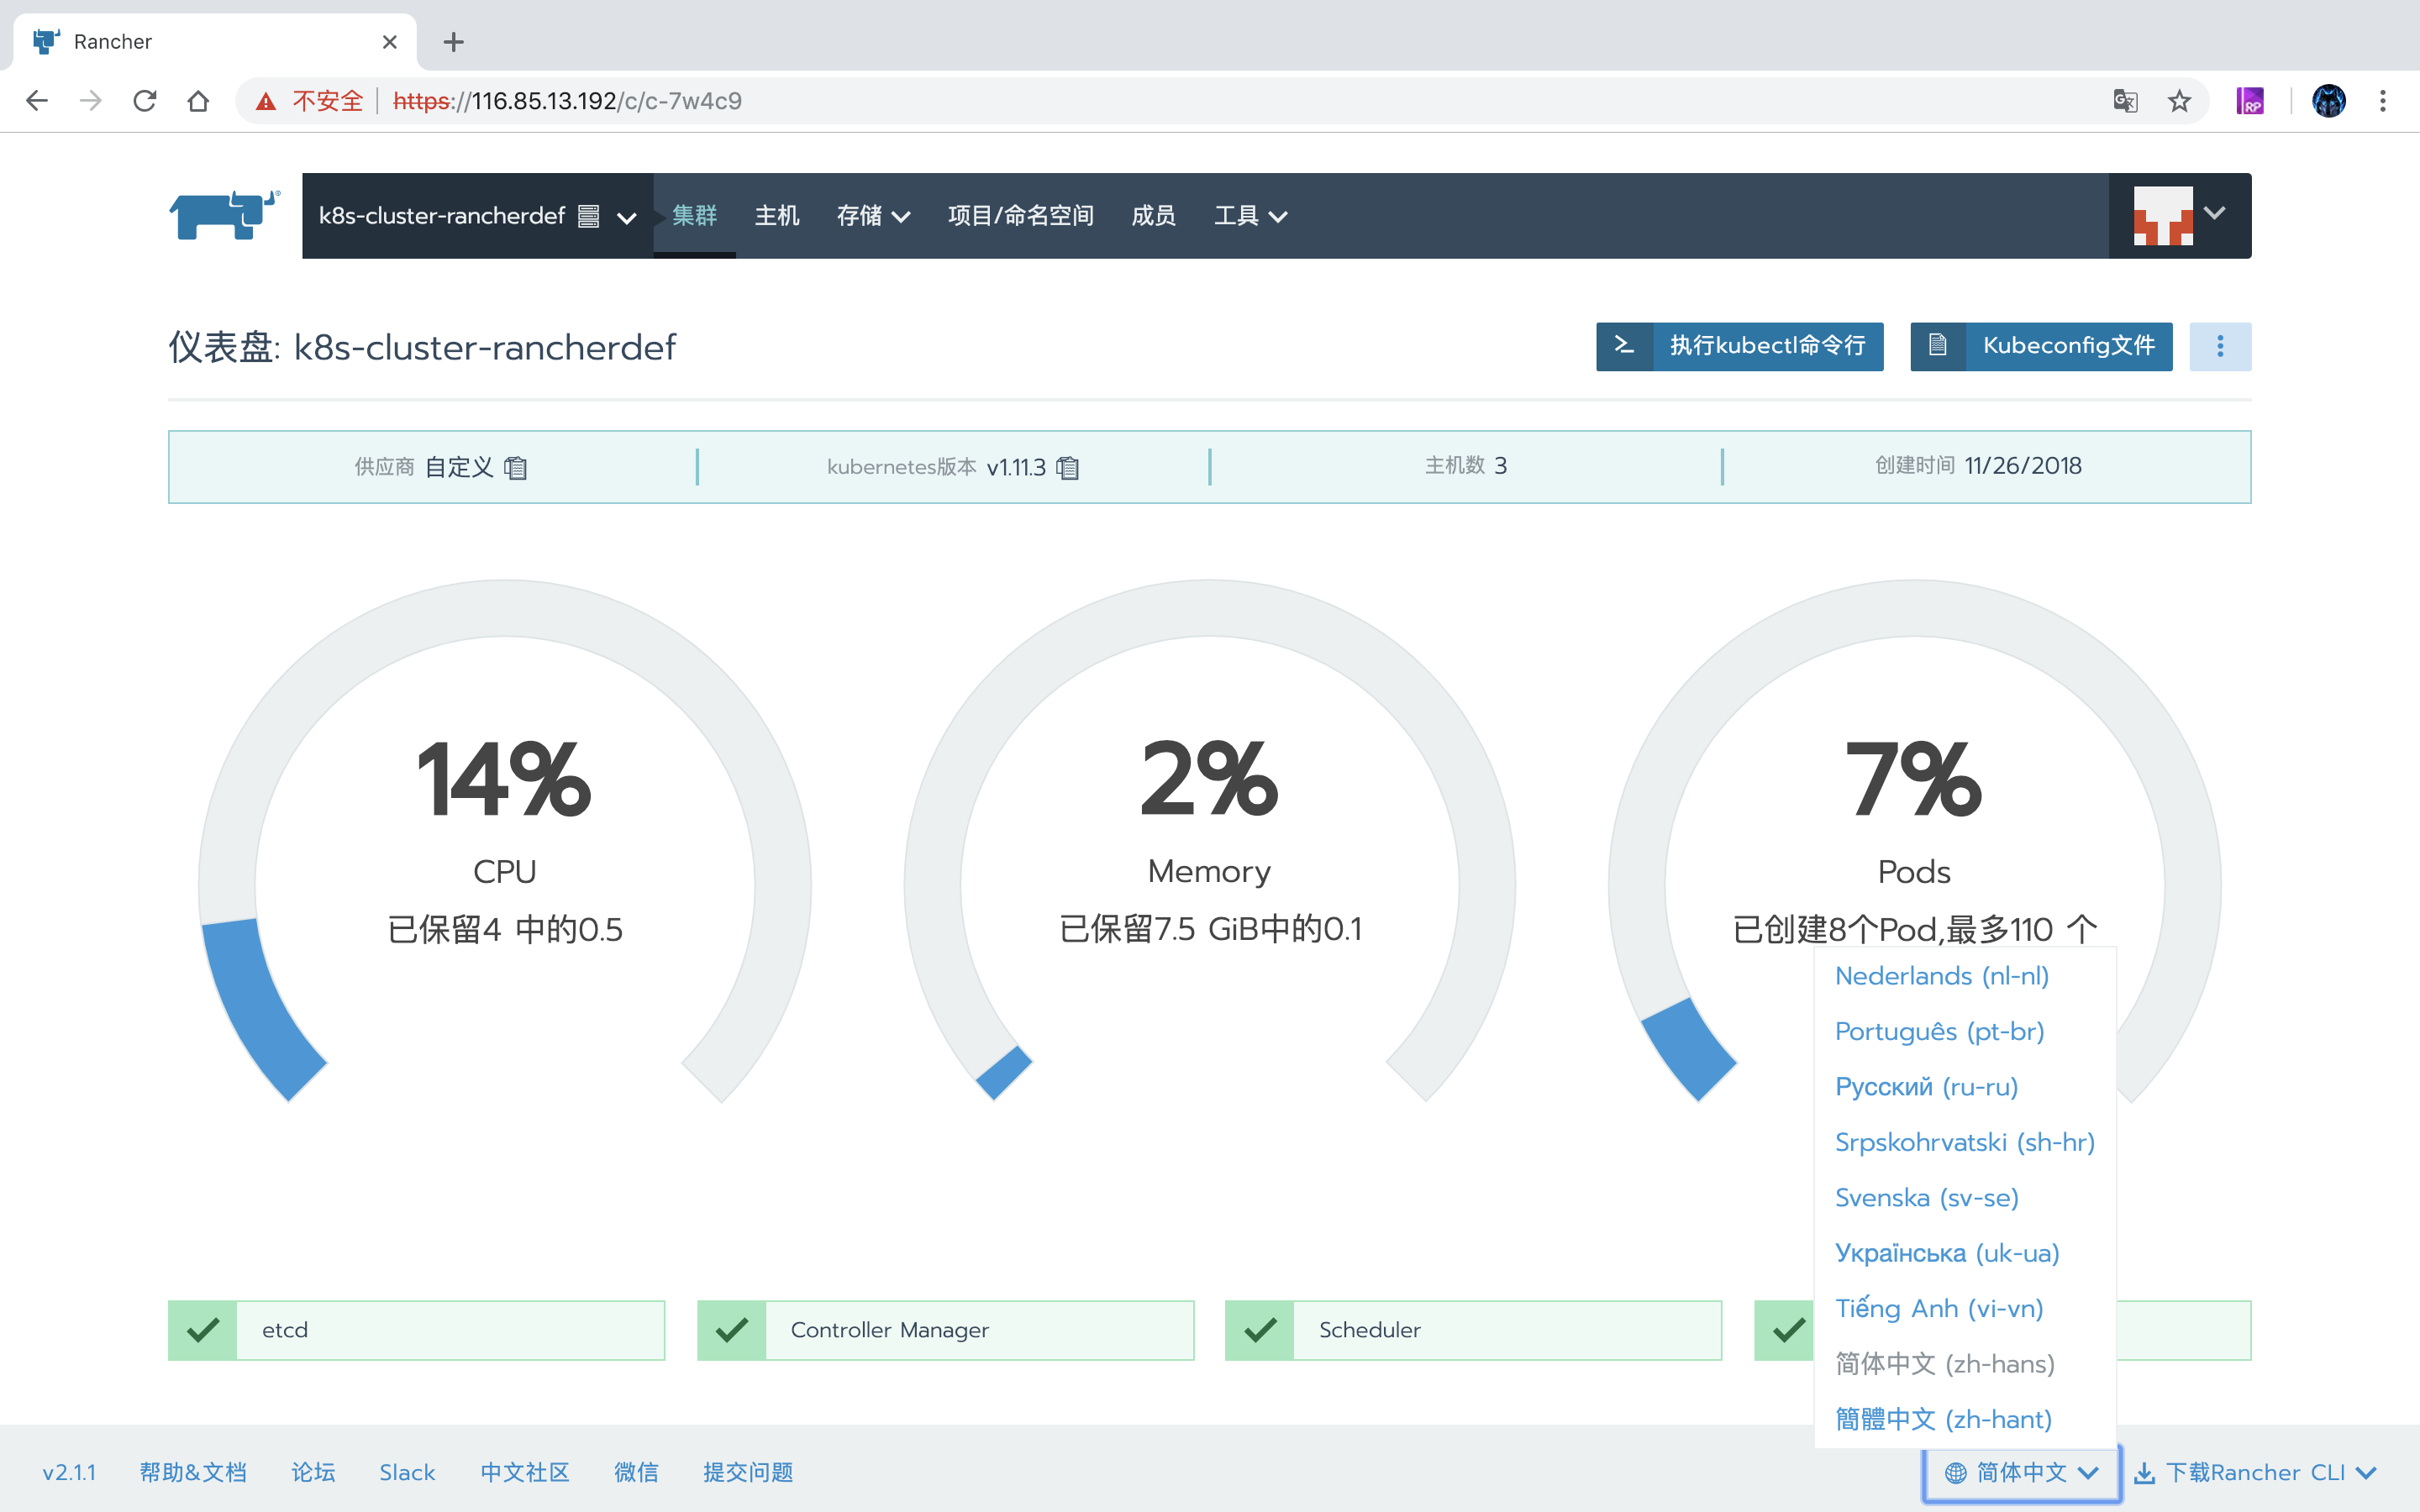 Rancher
不安全 https://116.85.13.192/c/c-7w4c9
k8s-cluster-rancherdef 集群 主机 存储 项目/命名空间 成员 工具
仪表盘: k8s-cluster-rancherdef
执行kubectl命令行 Kubeconfig文件
供应商 自定义 kubernetes版本 v1.11.3 主机数 3 创建时间 11/26/2018
14%
CPU
已保留4 中的0.5
2%
Memory
已保留7.5 GiB中的0.1
7%
Pods
已创建8个Pod,最多110 个
Nederlands (nl-nl)
Português (pt-br)
Русский (ru-ru)
Srpskohrvatski (sh-hr)
Svenska (sv-se)
Українська (uk-ua)
Tiếng Anh (vi-vn)
简体中文 (zh-hans)
簡體中文 (zh-hant)
etcd Controller Manager Scheduler
v2.1.1 帮助&文档 论坛 Slack 中文社区 微信 提交问题 简体中文 下载Rancher CLI